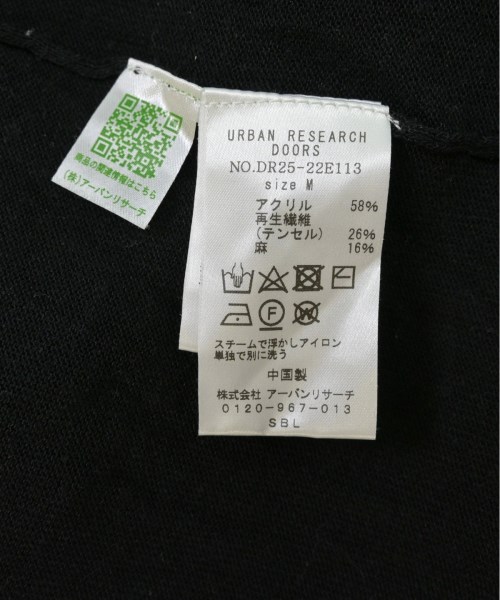 商品の関連情報はこちら
(株)アーバンリサーチ
URBAN RESEARCH
DOORS
NO.DR25-22E113
size M
アクリル 58%
再生繊維
(テンセル) 26%
麻 16%
F
W
スチームで浮かしアイロン
単独で別に洗う
中国製
株式会社 アーバンリサーチ
0120-967-013
SBL